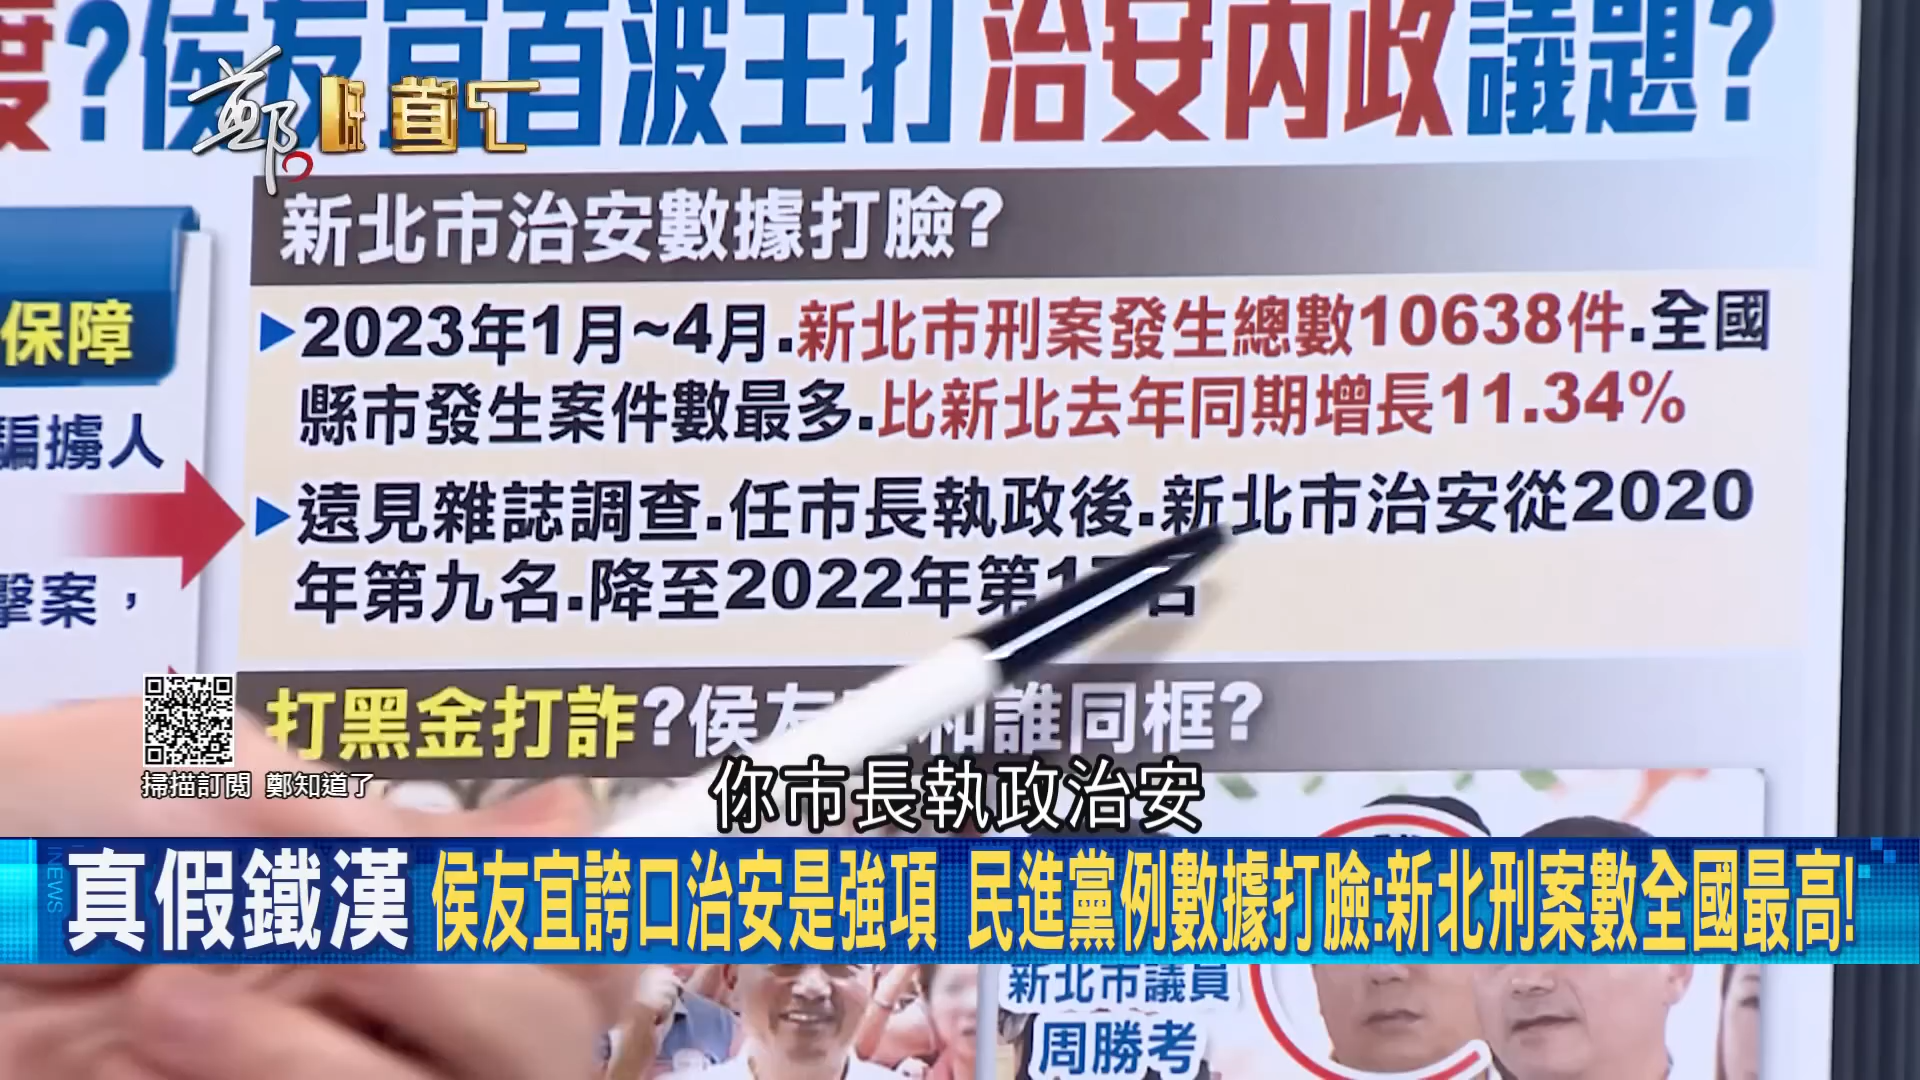 度?侯友宜首波主打治安內政議題?
鄭
新北市治安數據打臉?
2023年1月~4月.新北市刑案發生總數10638件.全國
縣市發生案件數最多.比新北去年同期增長11.34%
保障
騙擄人
遠見雜誌調查.任市長執政後.新北市治安從2020
年第九名.降至2022年第1名
擊案，
打黑金打詐?侯友和誰同框?
掃描訂閱 鄭知道了
你市長執政治安
NEWS
真假鐵漢 侯友宜誇口治安是強項 民進黨例數據打臉:新北刑案數全國最高!
新北市議員
周勝考